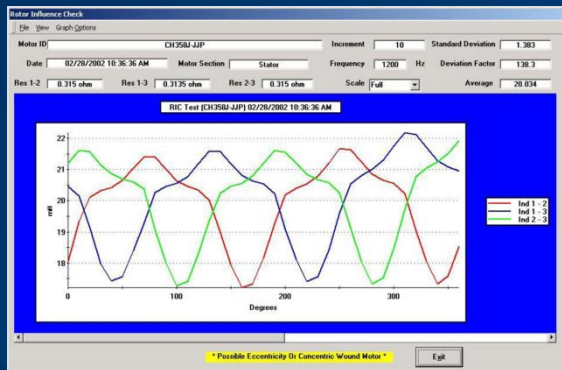 Rotor Influence Check
File View Graph Options
Motor ID CH358J-JJP Increment 10 Standard Deviation 1.383
Date 02/28/2002 10:36:36 AM Motor Section Stator Frequency 1200 Hz Deviation Factor 138.3
Res 1-2 0.315 ohm Res 1-3 0.3135 ohm Res 2-3 0.315 ohm Scale Full Average 20.034
RIC Test (CH358J-JJP) 02/28/2002 10:36:36 AM
22
21
20
19
18
mH
0 100 200 300
Degrees
Ind 1 - 2
Ind 1 - 3
Ind 2 - 3
* Possible Eccentricity Or Concentric Wound Motor *
Exit